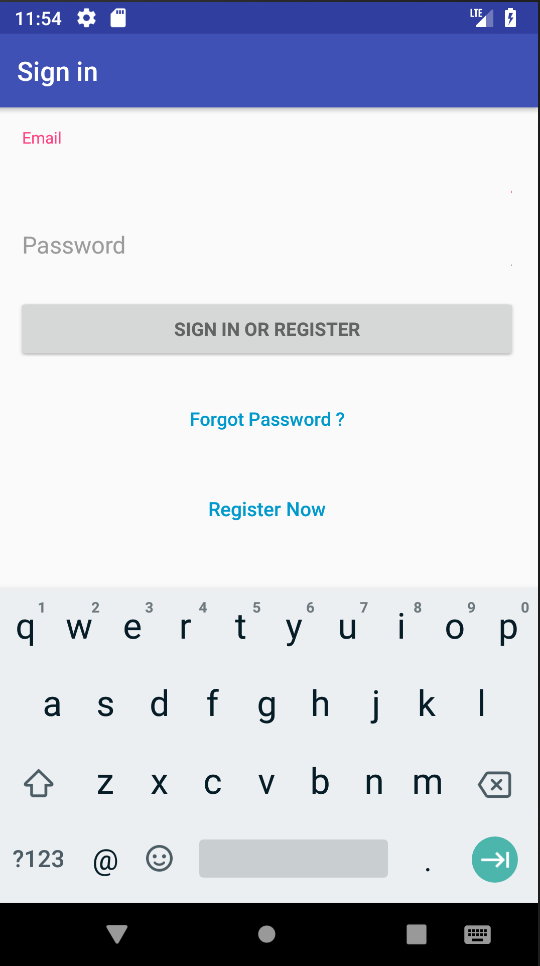 11:54 LTE
Sign in
Email
Password
SIGN IN OR REGISTER
Forgot Password ?
Register Now
1 2 3 4 5 6 7 8 9 0
q w e r t y u i o p
a s d f g h j k l
z x c v b n m
?123 @ .